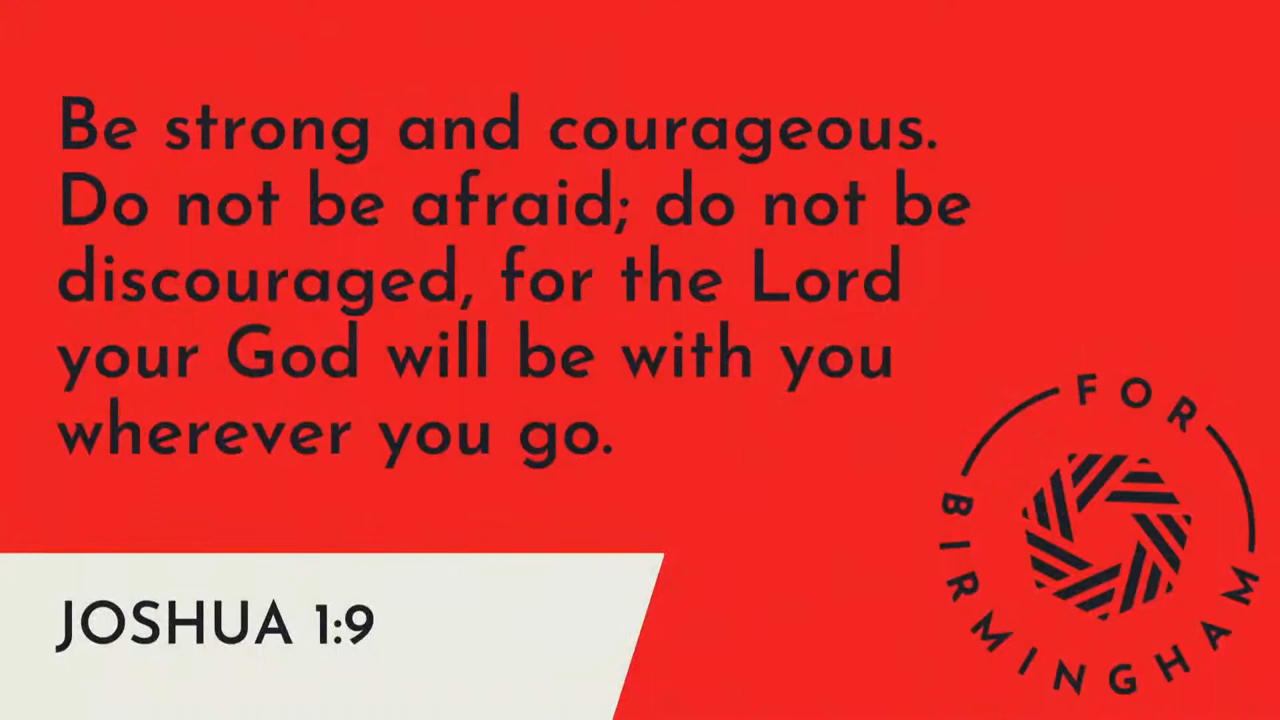 Be strong and courageous.
Do not be afraid; do not be
discouraged, for the Lord
your God will be with you
wherever you go.
JOSHUA 1:9
FOR
BIRMINGHAM